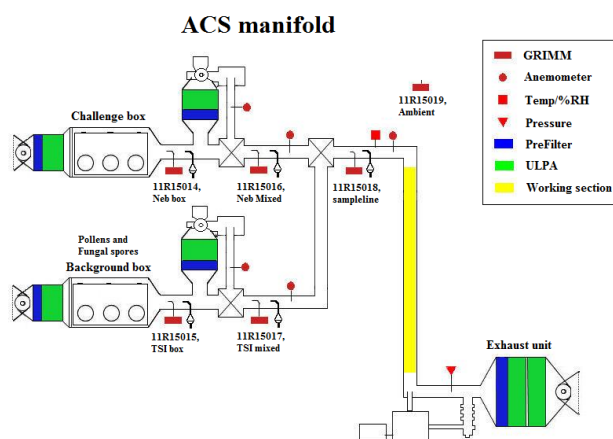 ACS manifold
GRIMM
Anemometer
Temp/%RH
Pressure
PreFilter
ULPA
Working section
11R15019,
Ambient
Challenge box
11R15014,
Neb box
11R15016,
Neb Mixed
11R15018,
sampleline
Pollens and
Fungal spores
Background box
11R15015,
TSI box
11R15017,
TSI mixed
Exhaust unit